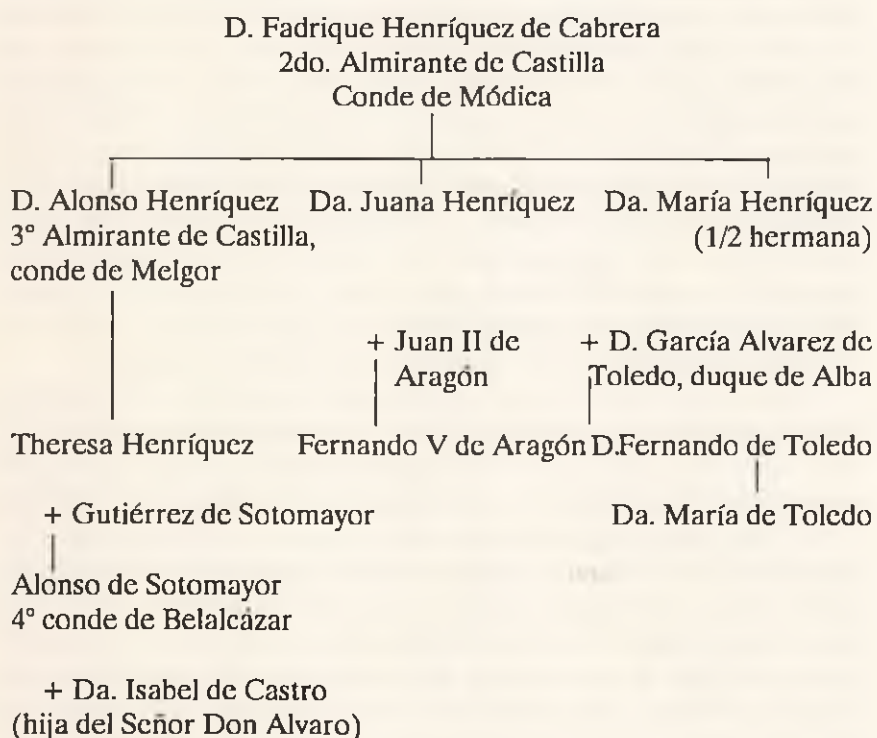 D. Fadrique Henríquez de Cabrera
2do. Almirante de Castilla
Conde de Módica
D. Alonso Henríquez Da. Juana Henríquez Da. María Henríquez
3º Almirante de Castilla, (1/2 hermana)
conde de Melgor
+ Juan II de + D. García Alvarez de
Aragón Toledo, duque de Alba
Theresa Henríquez Fernando V de Aragón D.Fernando de Toledo
+ Gutiérrez de Sotomayor Da. María de Toledo
Alonso de Sotomayor
4º conde de Belalcázar
+ Da. Isabel de Castro
(hija del Señor Don Alvaro)